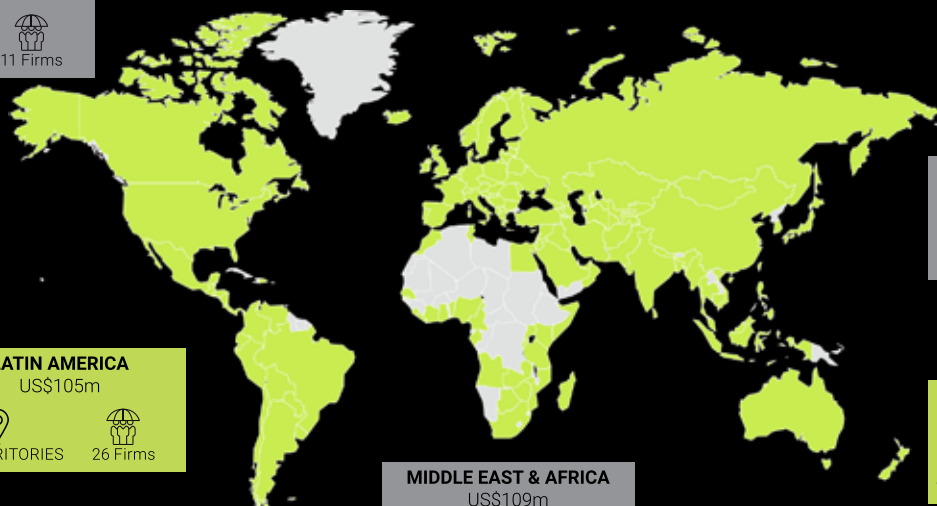 11 Firms
ATIN AMERICA
US$105m
RITORIES 26 Firms
MIDDLE EAST & AFRICA
US$109m